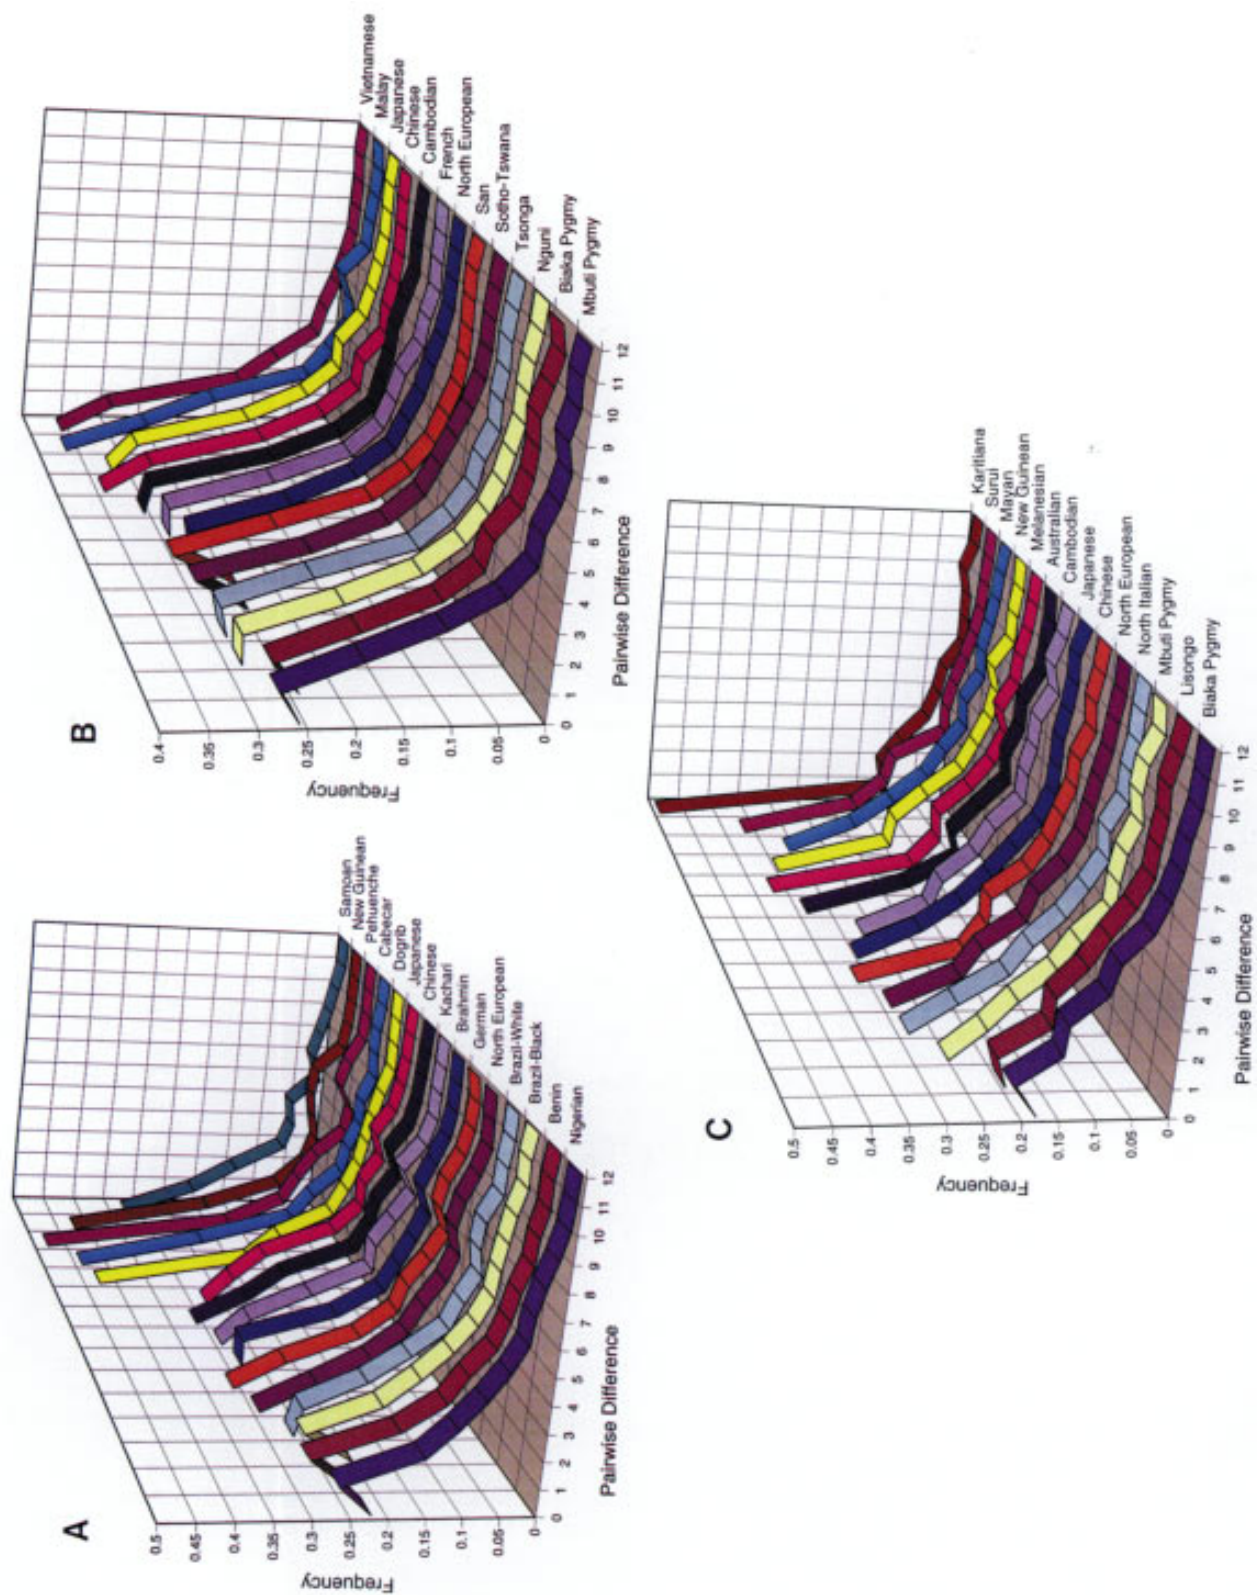 A
Frequency
0.5
0.45
0.4
0.35
0.3
0.25
0.2
0.15
0.1
0.05
0
0
1
2
3
4
5
6
7
8
9
10
11
12
Pairwise Difference
Samoan
New Guinean
Pehuenche
Cabecar
Dogrib
Japanese
Chinese
Kachari
Brahmin
German
North European
Brazil-White
Brazil-Black
Benin
Nigerian
B
Frequency
0.4
0.35
0.3
0.25
0.2
0.15
0.1
0.05
0
0
1
2
3
4
5
6
7
8
9
10
11
12
Pairwise Difference
Vietnamese
Malay
Japanese
Chinese
Cambodian
French
North European
San
Sotho-Tswana
Tsonga
Nguni
Biaka Pygmy
Mbuti Pygmy
C
Frequency
0.5
0.45
0.4
0.35
0.3
0.25
0.2
0.15
0.1
0.05
0
0
1
2
3
4
5
6
7
8
9
10
11
12
Pairwise Difference
Karitiana
Surui
Mayan
New Guinean
Melanesian
Australian
Cambodian
Japanese
Chinese
North European
North Italian
Mbuti Pygmy
Lisongo
Biaka Pygmy